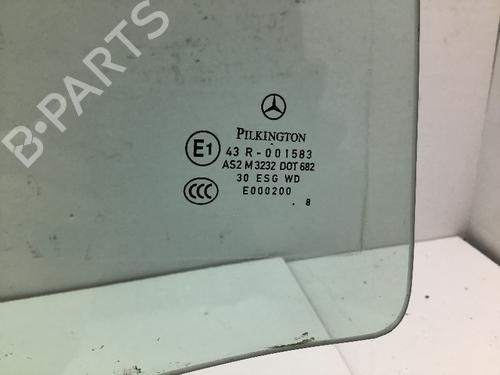 B-PARTS
PILKINGTON
E1
43 R - 001583
AS2 M 3232 DOT 682
30 ESG WD
CCC
E000200
. 8